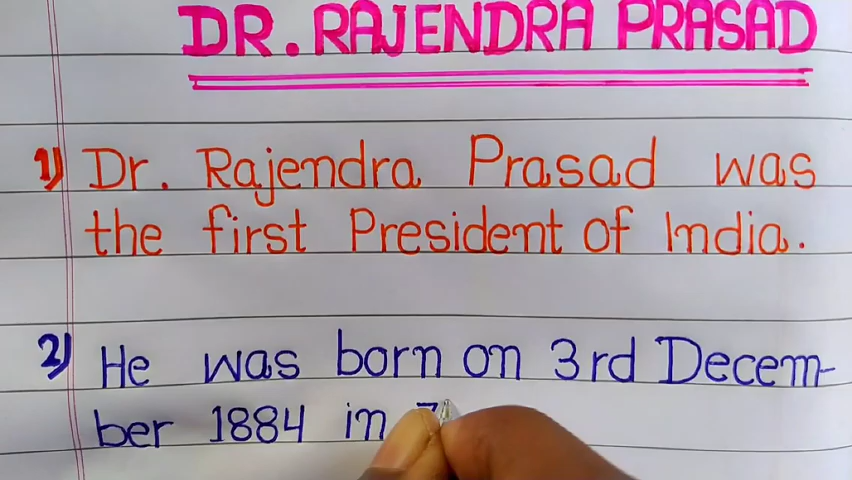 DR. RAJENDRA PRASAD
1) Dr. Rajendra Prasad was
the first President of India.
2) He was born on 3rd Decem-
ber 1884 in